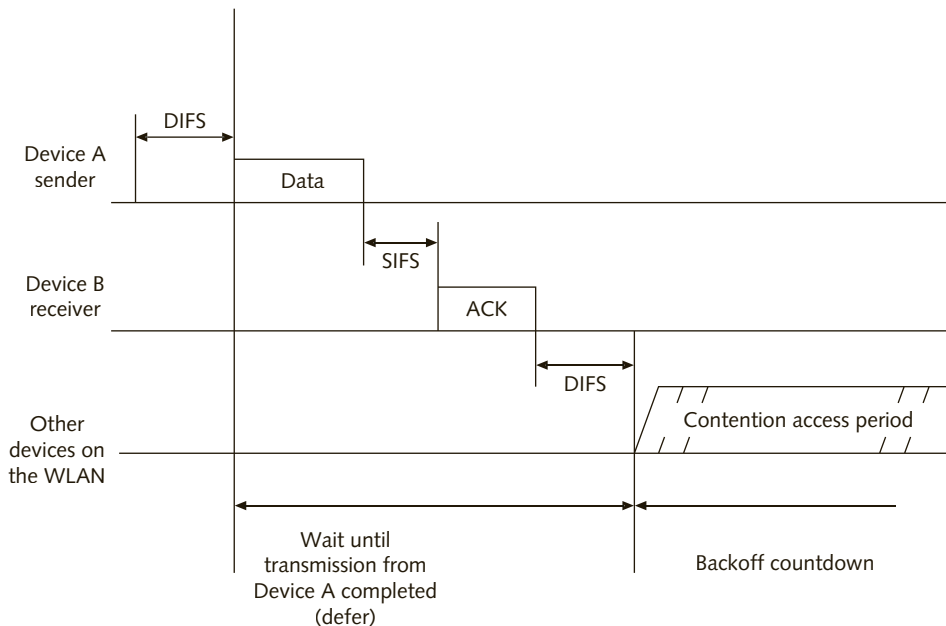 DIFS
Device A
sender
Data
SIFS
Device B
receiver
ACK
DIFS
Other
devices on
the WLAN
Contention access period
Wait until
transmission from
Device A completed
(defer)
Backoff countdown